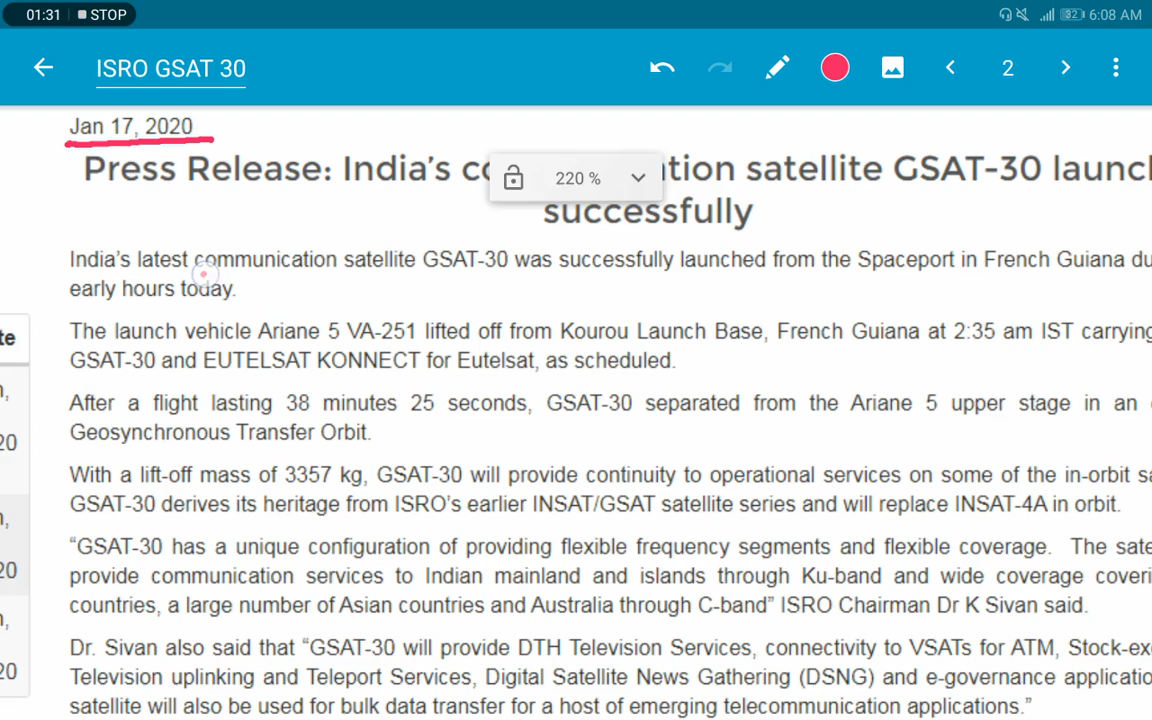 01:31 STOP 82 6:08 AM
ISRO GSAT 30 2
Jan 17, 2020
Press Release: India's tion satellite GSAT-30
220 %
successfully
India's latest communication satellite GSAT-30 was successfully launched from the Spaceport in French Guiana
early hours today.
te
The launch vehicle Ariane 5 VA-251 lifted off from Kourou Launch Base, French Guiana at 2:35 am IST carrying
GSAT-30 and EUTELSAT KONNECT for Eutelsat, as scheduled.
After a flight lasting 38 minutes 25 seconds, GSAT-30 separated from the Ariane 5 upper stage in an
20 Geosynchronous Transfer Orbit.
With a lift-off mass of 3357 kg, GSAT-30 will provide continuity to operational services on some of the in-orbit
GSAT-30 derives its heritage from ISRO's earlier INSAT/GSAT satellite series and will replace INSAT-4A in orbit.
“GSAT-30 has a unique configuration of providing flexible frequency segments and flexible coverage. The
20 provide communication services to Indian mainland and islands through Ku-band and wide coverage
countries, a large number of Asian countries and Australia through C-band” ISRO Chairman Dr K Sivan said.
Dr. Sivan also said that “GSAT-30 will provide DTH Television Services, connectivity to VSATs for ATM,
20 Television uplinking and Teleport Services, Digital Satellite News Gathering (DSNG) and e-governance
satellite will also be used for bulk data transfer for a host of emerging telecommunication applications.”